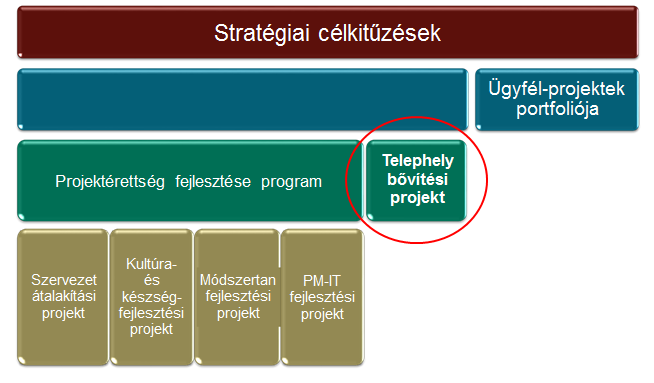 Stratégiai célkitűzések
Ügyfél-projektek
portfoliója
Projektérettség fejlesztése program
Telephely
bővítési
projekt
Szervezet
átalakítási
projekt
Kultúra-
és
készség-
fejlesztési
projekt
Módszertan
fejlesztési
projekt
PM-IT
fejlesztési
projekt